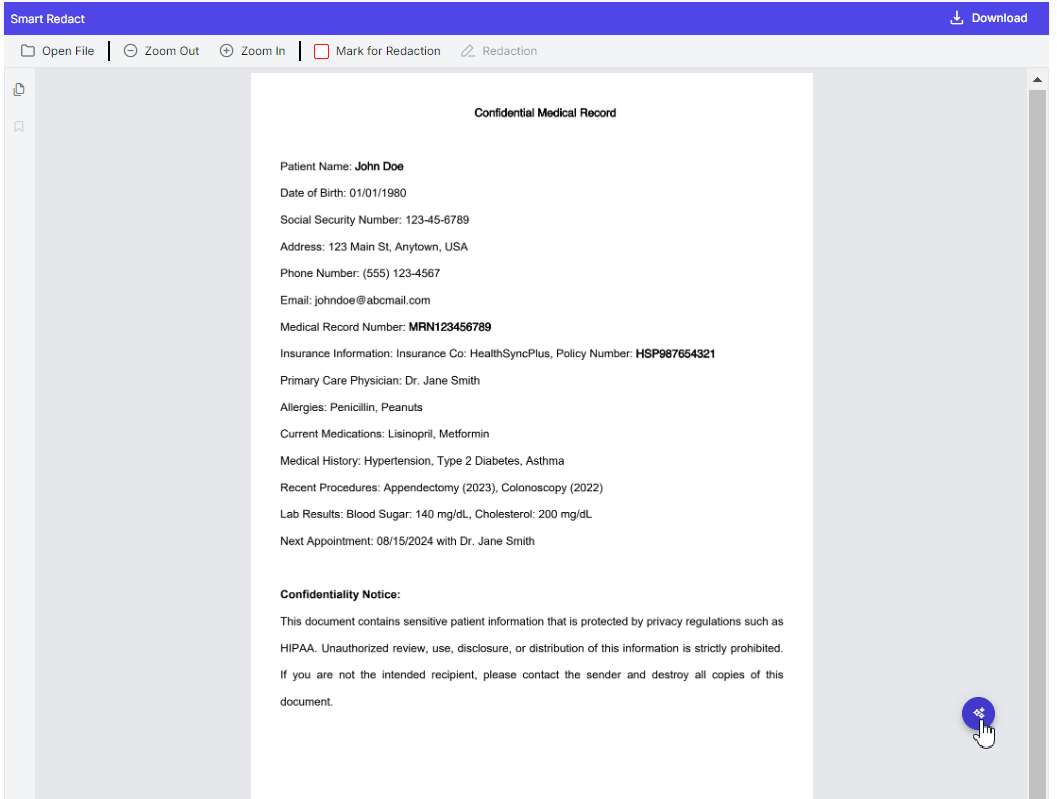 Smart Redact
Download
Open File
Zoom Out
Zoom In
Mark for Redaction
Redaction
Confidential Medical Record
Patient Name: John Doe
Date of Birth: 01/01/1980
Social Security Number: 123-45-6789
Address: 123 Main St, Anytown, USA
Phone Number: (555) 123-4567
Email: johndoe@abcmail.com
Medical Record Number: MRN123456789
Insurance Information: Insurance Co: HealthSyncPlus, Policy Number: HSP987654321
Primary Care Physician: Dr. Jane Smith
Allergies: Penicillin, Peanuts
Current Medications: Lisinopril, Metformin
Medical History: Hypertension, Type 2 Diabetes, Asthma
Recent Procedures: Appendectomy (2023), Colonoscopy (2022)
Lab Results: Blood Sugar: 140 mg/dL, Cholesterol: 200 mg/dL
Next Appointment: 08/15/2024 with Dr. Jane Smith
Confidentiality Notice:
This document contains sensitive patient information that is protected by privacy regulations such as
HIPAA. Unauthorized review, use, disclosure, or distribution of this information is strictly prohibited.
If you are not the intended recipient, please contact the sender and destroy all copies of this
document.